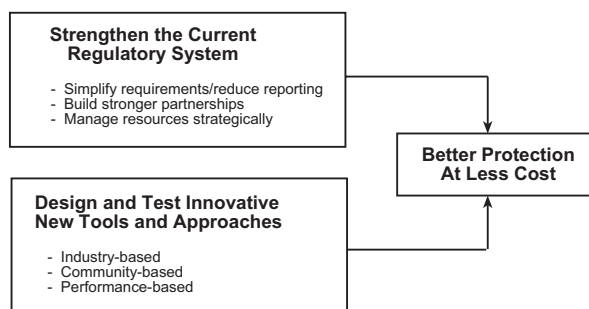 Strengthen the Current
Regulatory System
- Simplify requirements/reduce reporting
- Build stronger partnerships
- Manage resources strategically
Better Protection
At Less Cost
Design and Test Innovative
New Tools and Approaches
- Industry-based
- Community-based
- Performance-based